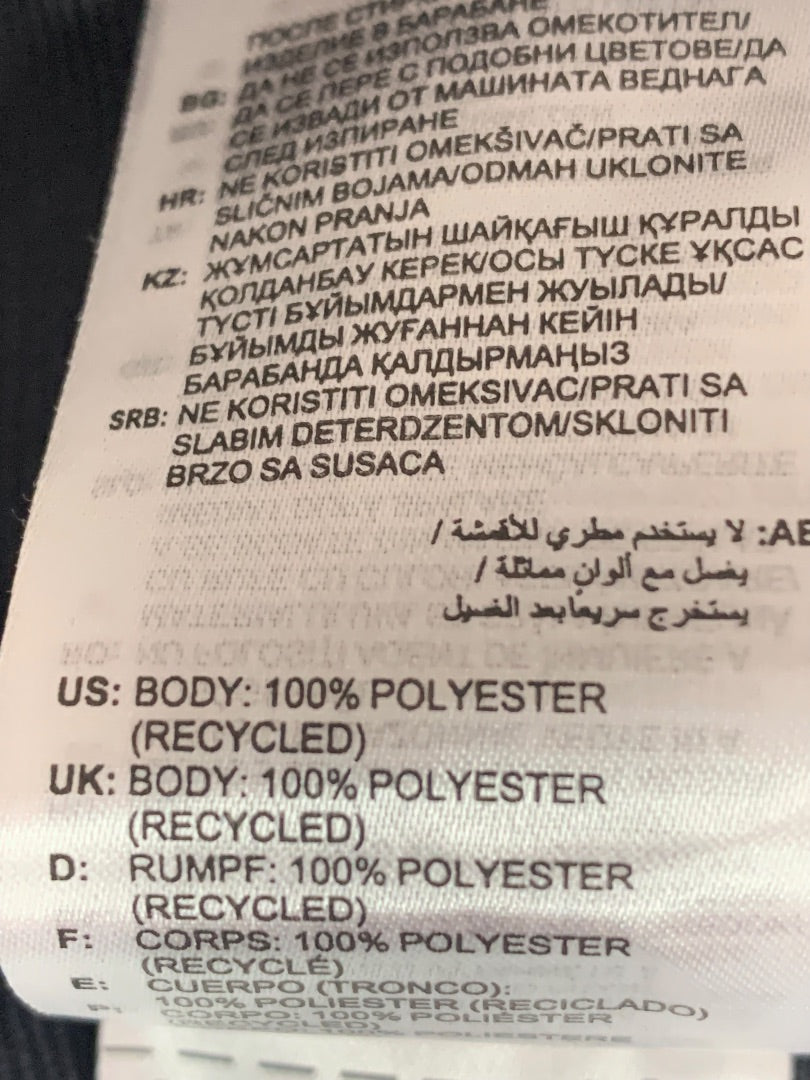 ПОСЛЕ
ИЗДЕЛИЕ В БАРАБАНЕ
BG: ДА НЕ СЕ ИЗПОЛЗВА ОМЕКОТИТЕЛ/
ДА СЕ ПЕРЕ С ПОДОБНИ ЦВЕТОВЕ/ДА
СЕ ИЗВАДИ ОТ МАШИНАТА ВЕДНАГА
СЛЕД ИЗПИРАНЕ
HR: NE KORISTITI OMEKŠIVAČ/PRATI SA
SLIČNIM BOJAMA/ODMAH UKLONITE
NAKON PRANJA
KZ: ЖҰМСАРТАТЫН ШАЙҚАҒЫШ ҚҰРАЛДЫ
ҚОЛДАНБАУ КЕРЕК/ОСЫ ТҮСКЕ ҰҚСАС
ТҮСТІ БҰЙЫМДАРМЕН ЖУЫЛАДЫ/
БҰЙЫМДЫ ЖУҒАННАН КЕЙІН
БАРАБАНДА ҚАЛДЫРМАҢЫЗ
SRB: NE KORISTITI OMEKSIVAC/PRATI SA
SLABIM DETERDZENTOM/SKLONITI
BRZO SA SUSACA
AE: لا يستخدم مطري للأقمشة /
يغسل مع ألوان مماثلة /
يستخرج سريعاً بعد الغسيل
US: BODY: 100% POLYESTER
(RECYCLED)
UK: BODY: 100% POLYESTER
(RECYCLED)
D: RUMPF: 100% POLYESTER
(RECYCLED)
F: CORPS: 100% POLYESTER
(RECYCLÉ)
E: CUERPO (TRONCO):
100% POLIESTER (RECICLADO)
P: CORPO: 100% POLIÉSTER
(RECYCLED)